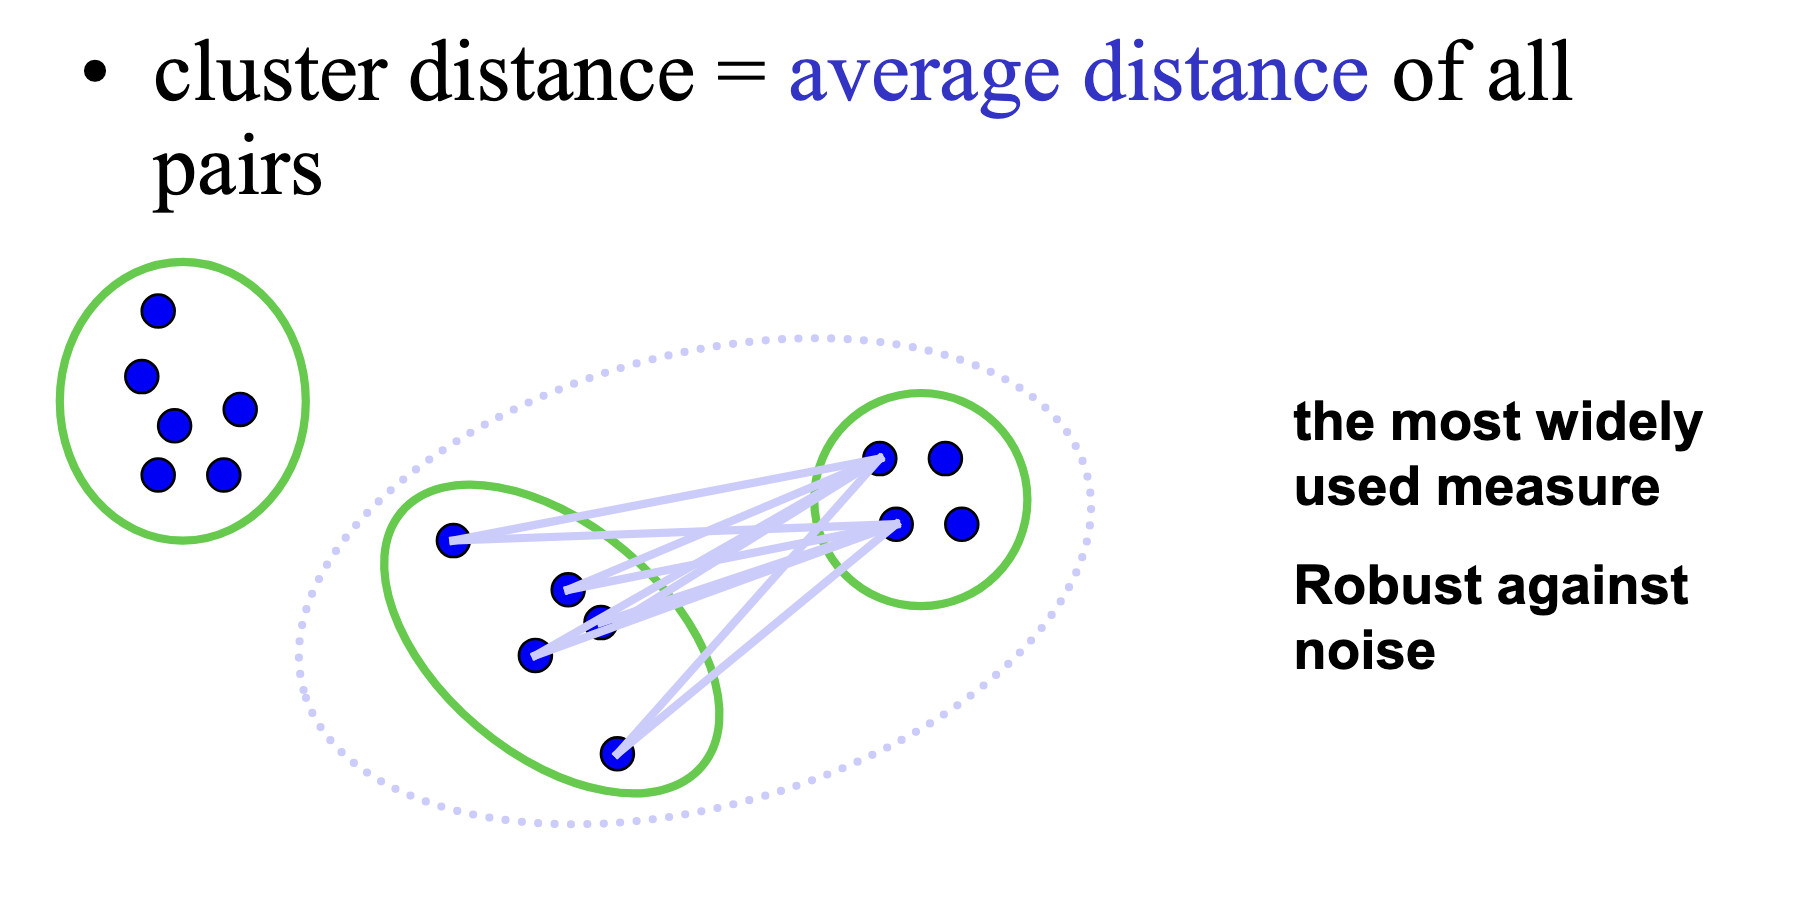 • cluster distance = average distance of all
pairs
the most widely
used measure
Robust against
noise